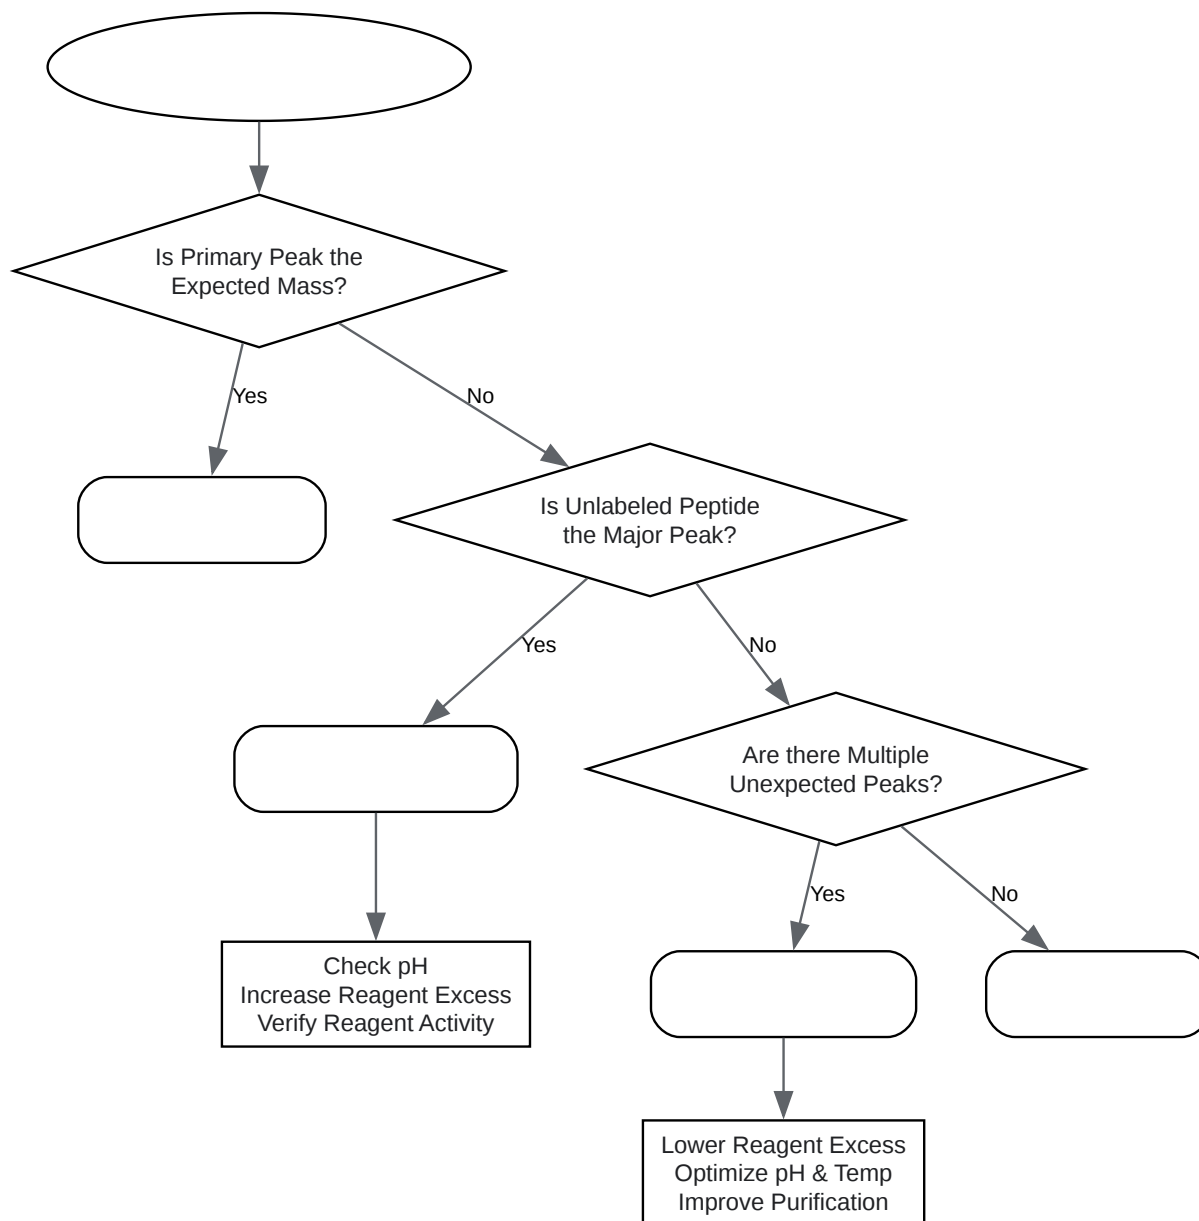 Is Primary Peak the
Expected Mass?
Yes
No
Is Unlabeled Peptide
the Major Peak?
Yes
No
Are there Multiple
Unexpected Peaks?
Yes
No
Check pH
Increase Reagent Excess
Verify Reagent Activity
Lower Reagent Excess
Optimize pH & Temp
Improve Purification